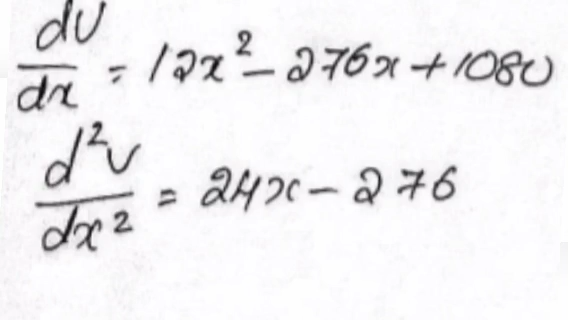 dv/dx = 12x² - 276x + 1080
d²v/dx² = 24x - 276